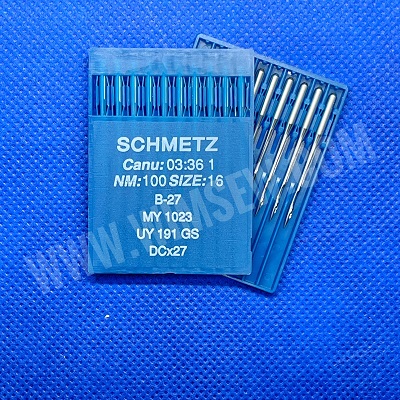 SCHMETZ
Canu: 03:36 1
NM:100 SIZE:16
B-27
MY 1023
UY 191 GS
DCx27